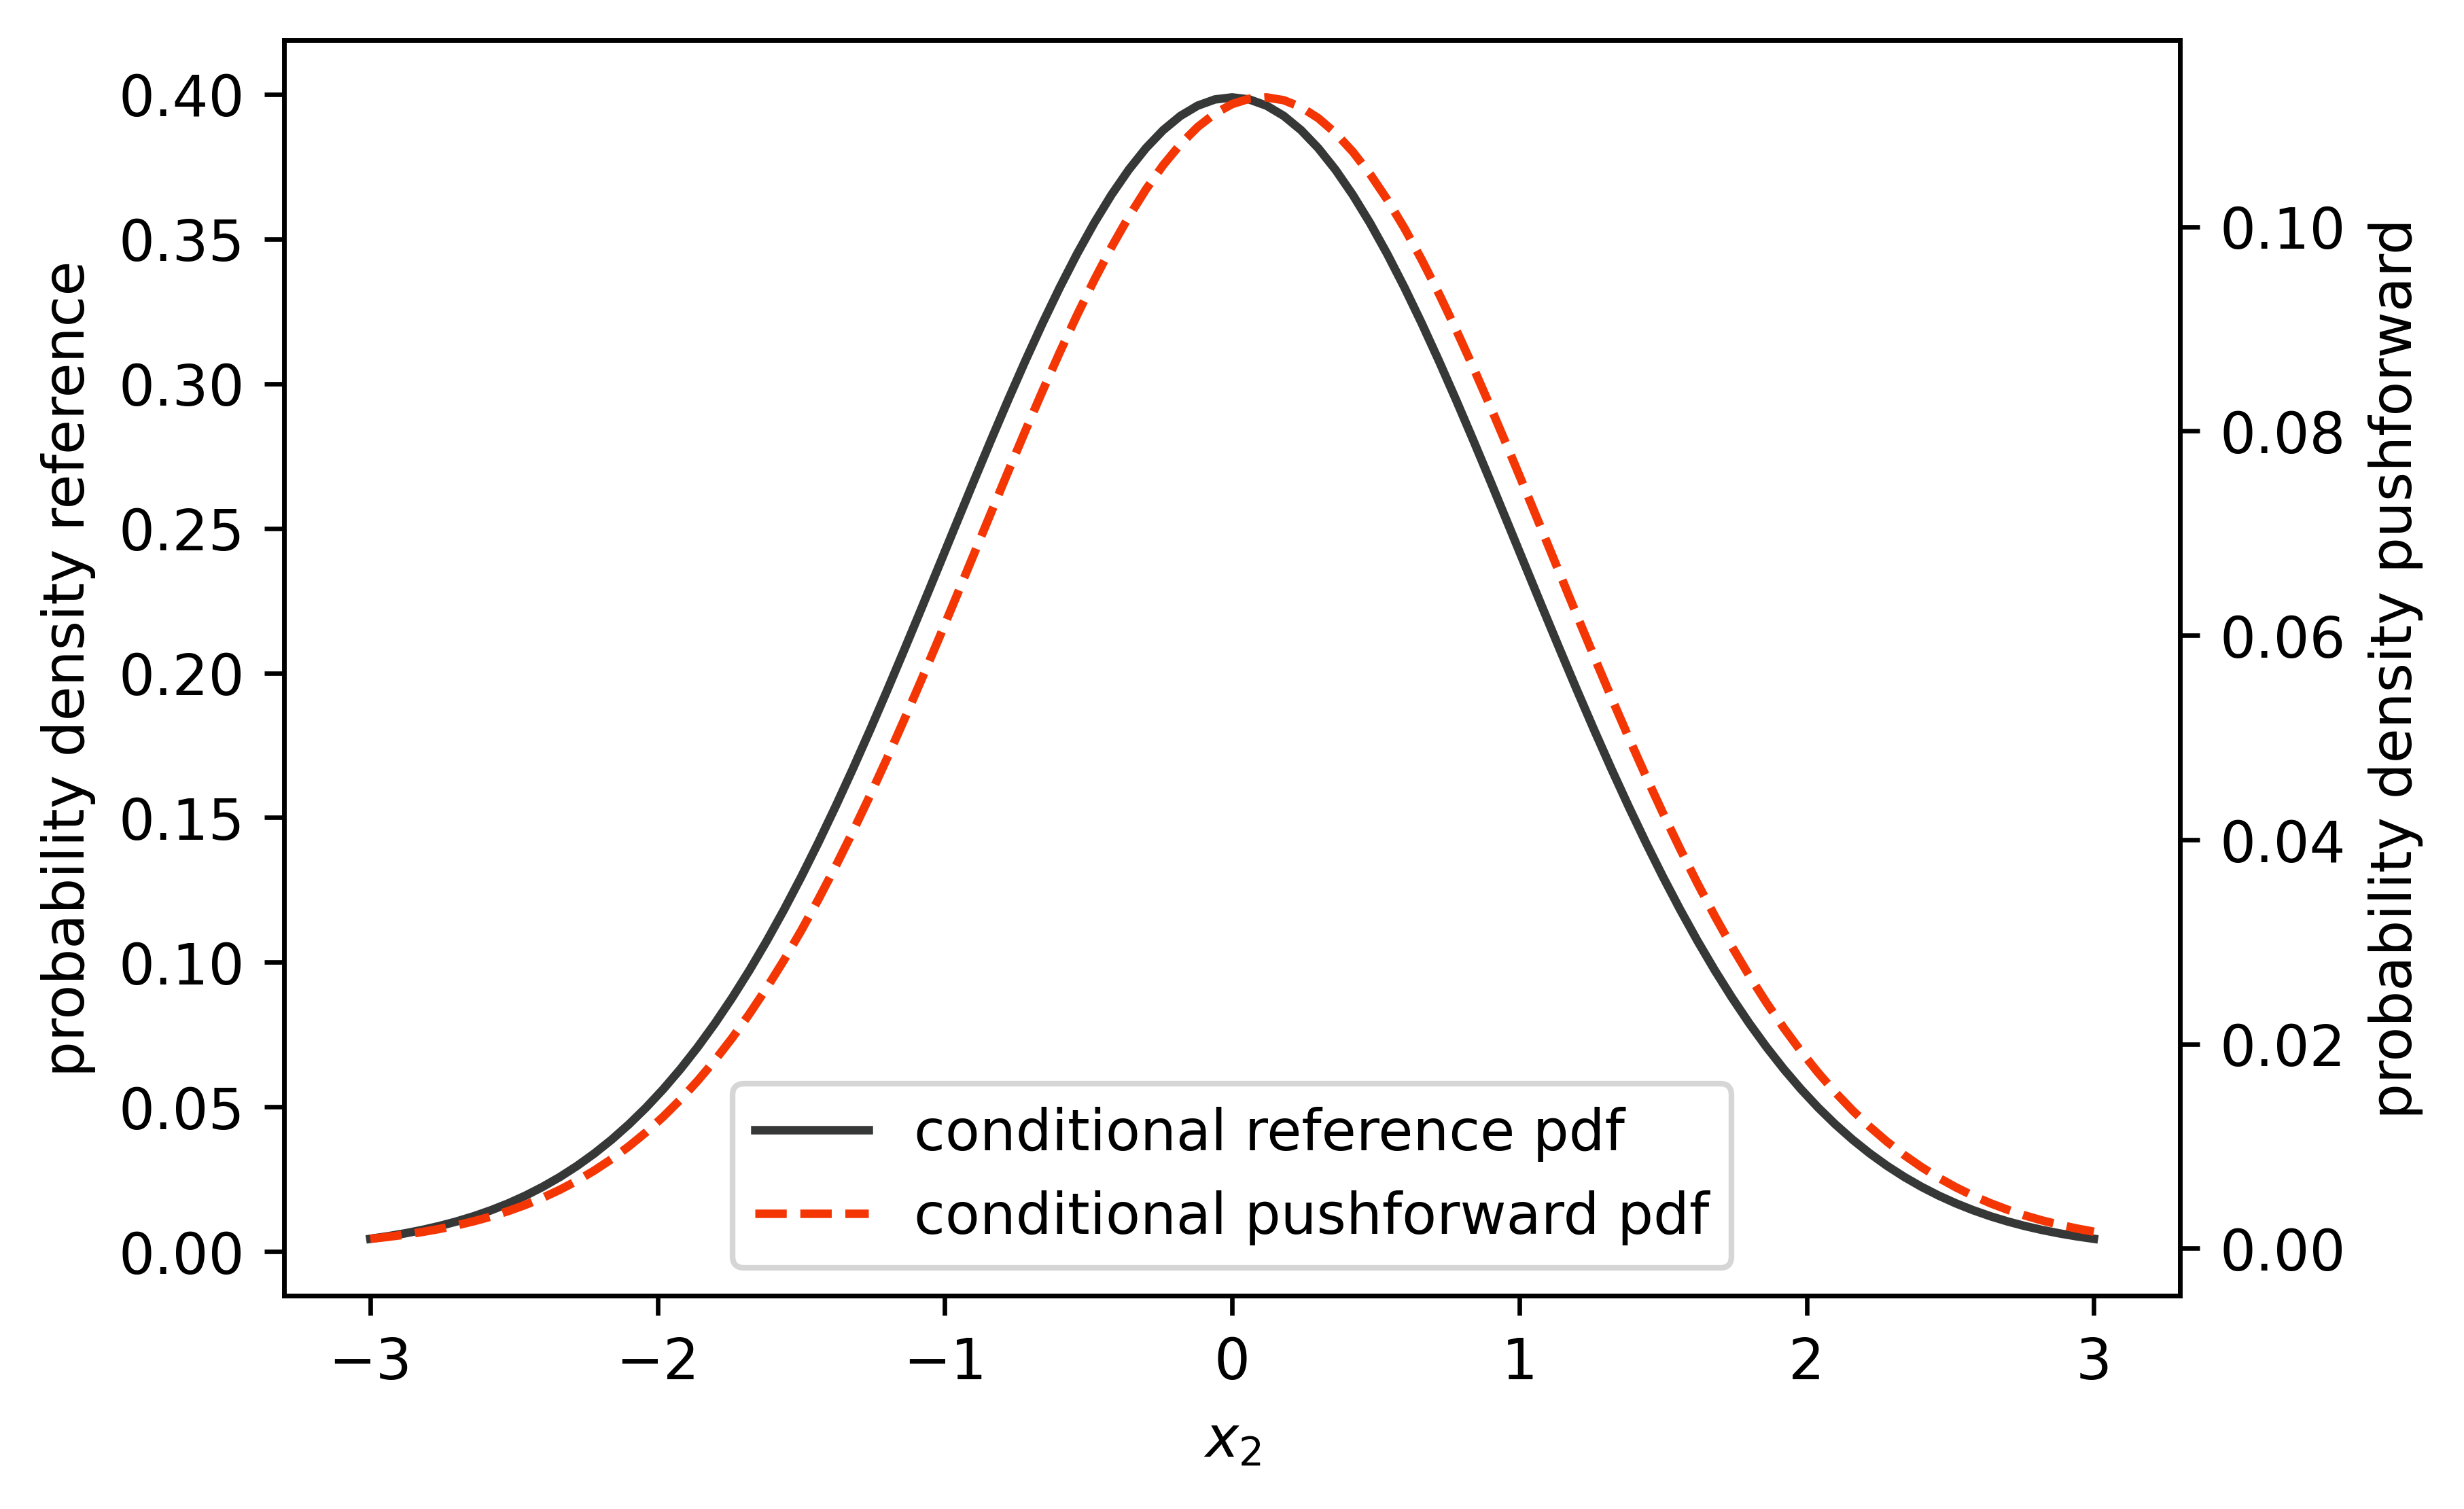 probability density reference
0.40
0.35
0.30
0.25
0.20
0.15
0.10
0.05
0.00
−3 −2 −1 0 1 2 3
x₂
0.10
0.08
0.06
0.04
0.02
0.00
probability density pushforward
conditional reference pdf
conditional pushforward pdf